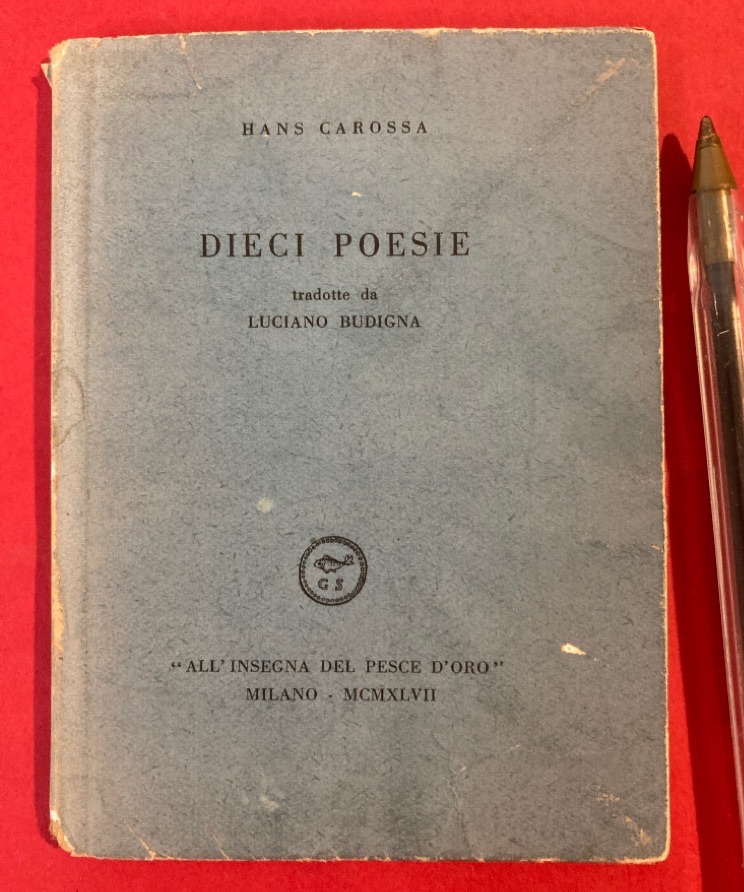 HANS CAROSSA
DIECI POESIE
tradotte da
LUCIANO BUDIGNA
G S
“ALL'INSEGNA DEL PESCE D'ORO”
MILANO - MCMXLVII